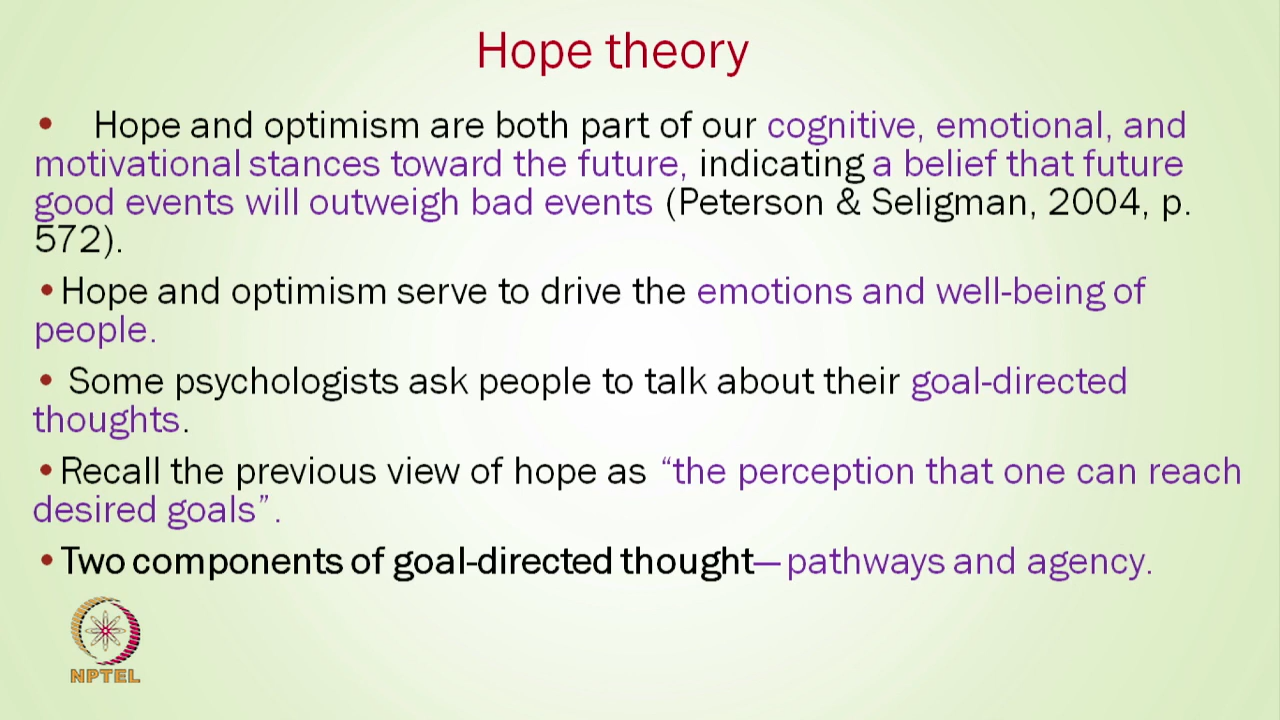 Hope theory
• Hope and optimism are both part of our cognitive, emotional, and
motivational stances toward the future, indicating a belief that future
good events will outweigh bad events (Peterson & Seligman, 2004, p.
572).
• Hope and optimism serve to drive the emotions and well-being of
people.
• Some psychologists ask people to talk about their goal-directed
thoughts.
• Recall the previous view of hope as “the perception that one can reach
desired goals”.
• Two components of goal-directed thought— pathways and agency.
NPTEL